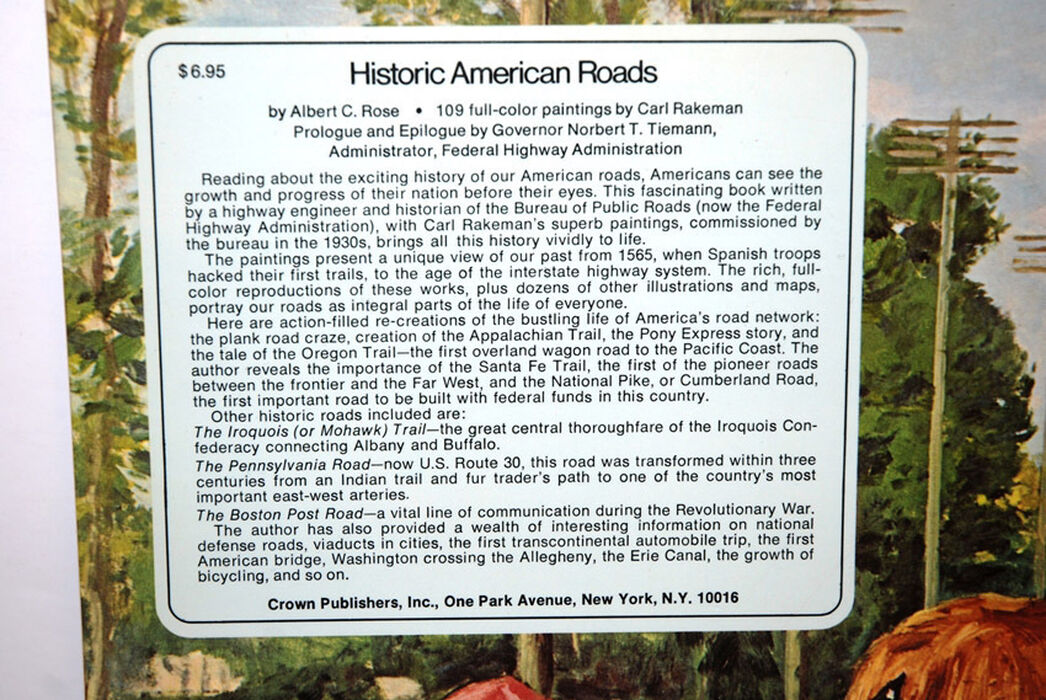 $6.95
Historic American Roads
by Albert C. Rose • 109 full-color paintings by Carl Rakeman
Prologue and Epilogue by Governor Norbert T. Tiemann,
Administrator, Federal Highway Administration
Reading about the exciting history of our American roads, Americans can see the
growth and progress of their nation before their eyes. This fascinating book written
by a highway engineer and historian of the Bureau of Public Roads (now the Federal
Highway Administration), with Carl Rakeman's superb paintings, commissioned by
the bureau in the 1930s, brings all this history vividly to life.
The paintings present a unique view of our past from 1565, when Spanish troops
hacked their first trails, to the age of the interstate highway system. The rich, full-
color reproductions of these works, plus dozens of other illustrations and maps,
portray our roads as integral parts of the life of everyone.
Here are action-filled re-creations of the bustling life of America's road network:
the plank road craze, creation of the Appalachian Trail, the Pony Express story, and
the tale of the Oregon Trail—the first overland wagon road to the Pacific Coast. The
author reveals the importance of the Santa Fe Trail, the first of the pioneer roads
between the frontier and the Far West, and the National Pike, or Cumberland Road,
the first important road to be built with federal funds in this country.
Other historic roads included are:
The Iroquois (or Mohawk) Trail—the great central thoroughfare of the Iroquois Con-
federacy connecting Albany and Buffalo.
The Pennsylvania Road—now U.S. Route 30, this road was transformed within three
centuries from an Indian trail and fur trader's path to one of the country's most
important east-west arteries.
The Boston Post Road—a vital line of communication during the Revolutionary War.
The author has also provided a wealth of interesting information on national
defense roads, viaducts in cities, the first transcontinental automobile trip, the first
American bridge, Washington crossing the Allegheny, the Erie Canal, the growth of
bicycling, and so on.
Crown Publishers, Inc., One Park Avenue, New York, N.Y. 10016